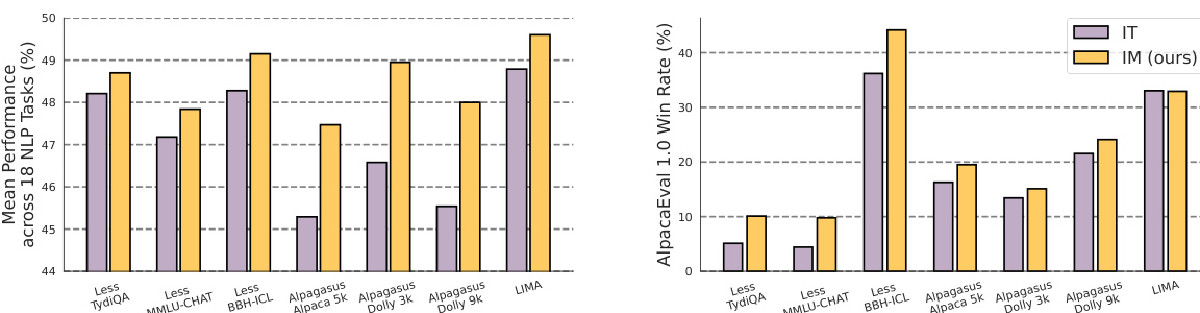 Mean Performance
across 18 NLP Tasks (%)
50
49
48
47
46
45
44
Less
TydiQA
Less
MMLU-CHAT
Less
BBH-ICL
Alpagasus
Alpaca 5k
Alpagasus
Dolly 3k
Alpagasus
Dolly 9k
LIMA
AlpacaEval 1.0 Win Rate (%)
40
30
20
10
0
IT
IM (ours)
Less
TydiQA
Less
MMLU-CHAT
Less
BBH-ICL
Alpagasus
Alpaca 5k
Alpagasus
Dolly 3k
Alpagasus
Dolly 9k
LIMA